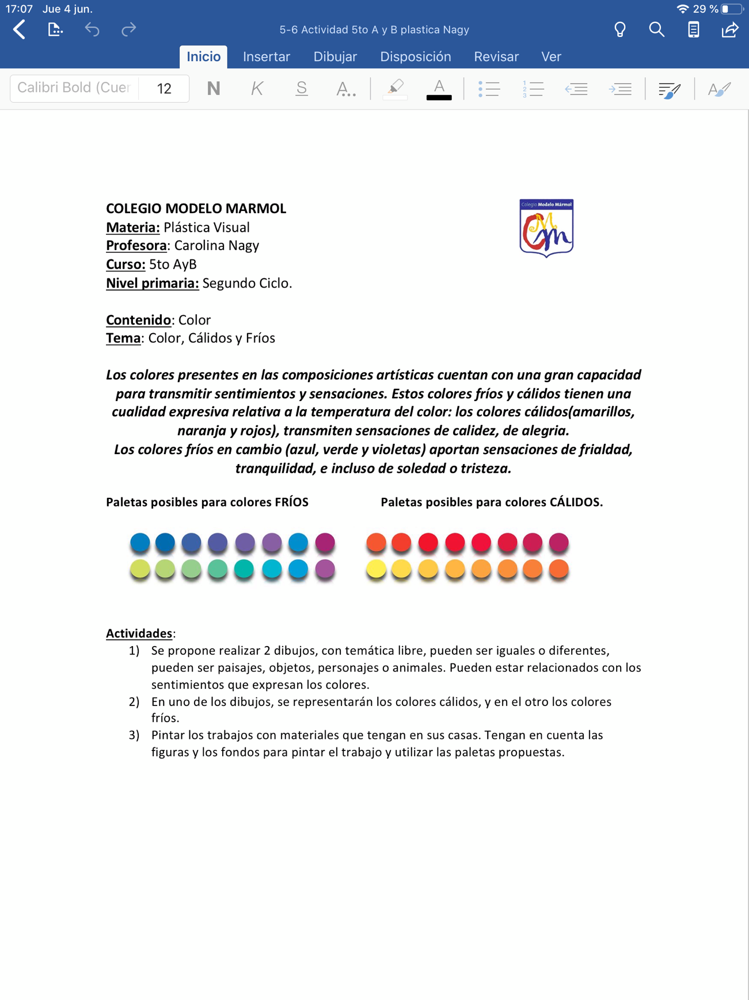 17:07 Jue 4 jun.
29 %
5-6 Actividad 5to A y B plastica Nagy
Inicio Insertar Dibujar Disposición Revisar Ver
Calibri Bold (Cuer 12 N K S A.. A 1 2 3 A
COLEGIO MODELO MARMOL
Colegio Modelo Mármol
CMm
Materia: Plástica Visual
Profesora: Carolina Nagy
Curso: 5to AyB
Nivel primaria: Segundo Ciclo.
Contenido: Color
Tema: Color, Cálidos y Fríos
Los colores presentes en las composiciones artísticas cuentan con una gran capacidad
para transmitir sentimientos y sensaciones. Estos colores fríos y cálidos tienen una
cualidad expresiva relativa a la temperatura del color: los colores cálidos(amarillos,
naranja y rojos), transmiten sensaciones de calidez, de alegria.
Los colores fríos en cambio (azul, verde y violetas) aportan sensaciones de frialdad,
tranquilidad, e incluso de soledad o tristeza.
Paletas posibles para colores FRÍOS Paletas posibles para colores CÁLIDOS.
Actividades:
1) Se propone realizar 2 dibujos, con temática libre, pueden ser iguales o diferentes,
pueden ser paisajes, objetos, personajes o animales. Pueden estar relacionados con los
sentimientos que expresan los colores.
2) En uno de los dibujos, se representarán los colores cálidos, y en el otro los colores
fríos.
3) Pintar los trabajos con materiales que tengan en sus casas. Tengan en cuenta las
figuras y los fondos para pintar el trabajo y utilizar las paletas propuestas.